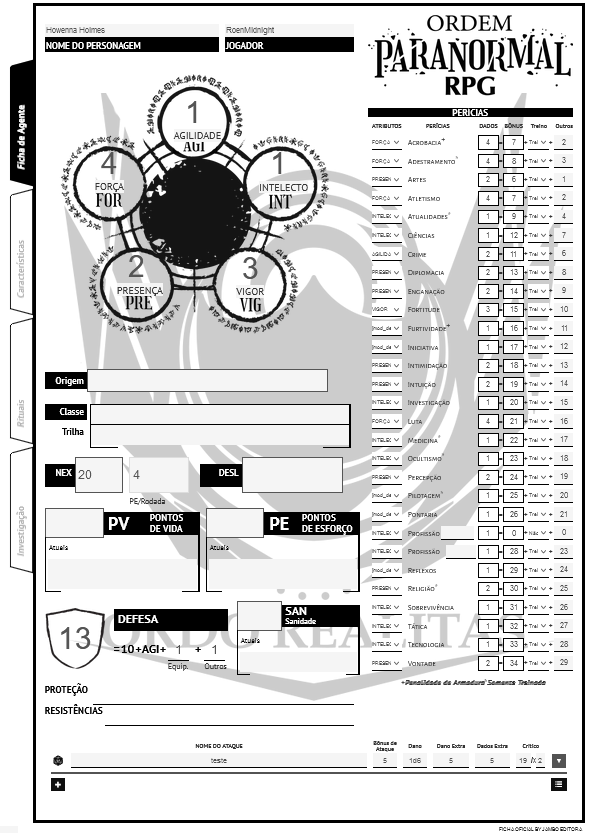 Howenna Holmes
RoenMidnight
NOME DO PERSONAGEM
JOGADOR
ORDEM
PARANORMAL
RPG
Ficha de Agente
Características
Rituais
Investigação
1
AGILIDADE
AGI
4
FORÇA
FOR
1
INTELECTO
INT
2
PRESENÇA
PRE
3
VIGOR
VIG
Origem
Classe
Trilha
NEX 20 4 DESL
PE/Rodada
PV PONTOS DE VIDA
Atuais
PE PONTOS DE ESFORÇO
Atuais
13
DEFESA
=10+AGI+ 1 + 1
Equip. Outros
SAN
Sanidade
Atuais
PROTEÇÃO
RESISTÊNCIAS
PERÍCIAS
ATRIBUTOS PERÍCIAS DADOS BÔNUS Treino Outros
FORÇA ACROBACIA+ 4 7 + Trei + 2
FORÇA ADESTRAMENTO* 4 8 + Trei + 3
PRESEN ARTES 2 6 + Trei + 1
FORÇA ATLETISMO 4 7 + Trei + 2
INTELEC ATUALIDADES* 1 9 + Trei + 4
INTELEC CIÊNCIAS 1 12 + Trei + 7
AGILIDA CRIME 2 11 + Trei + 6
PRESEN DIPLOMACIA 2 13 + Trei + 8
PRESEN ENGANAÇÃO 2 14 + Trei + 9
VIGOR FORTITUDE 3 15 + Trei + 10
[mod_de FURTIVIDADE+ 1 16 + Trei + 11
[mod_de INICIATIVA 1 17 + Trei + 12
PRESEN INTIMIDAÇÃO 2 18 + Trei + 13
PRESEN INTUIÇÃO 2 19 + Trei + 14
INTELEC INVESTIGAÇÃO 1 20 + Trei + 15
FORÇA LUTA 4 21 + Trei + 16
INTELEC MEDICINA* 1 22 + Trei + 17
INTELEC OCULTISMO* 1 23 + Trei + 18
PRESEN PERCEPÇÃO 2 24 + Trei + 19
[mod_de PILOTAGEM* 1 25 + Trei + 20
[mod_de PONTARIA 1 26 + Trei + 21
INTELEC PROFISSÃO 1 0 + Não + 0
INTELEC PROFISSÃO 1 28 + Trei + 23
[mod_de REFLEXOS 1 29 + Trei + 24
PRESEN RELIGIÃO* 2 30 + Trei + 25
INTELEC SOBREVIVÊNCIA 1 31 + Trei + 26
INTELEC TÁTICA 1 32 + Trei + 27
INTELEC TECNOLOGIA 1 33 + Trei + 28
PRESEN VONTADE 2 34 + Trei + 29
+Penalidade de Armadura*Somente Treinada
ORDO REALITAS
NOME DO ATAQUE Bônus de Ataque Dano Dano Extra Dados Extra Crítico
teste 5 1d6 5 5 19 /X 2
FICHA OFICIAL BY JAMBÔ EDITORA